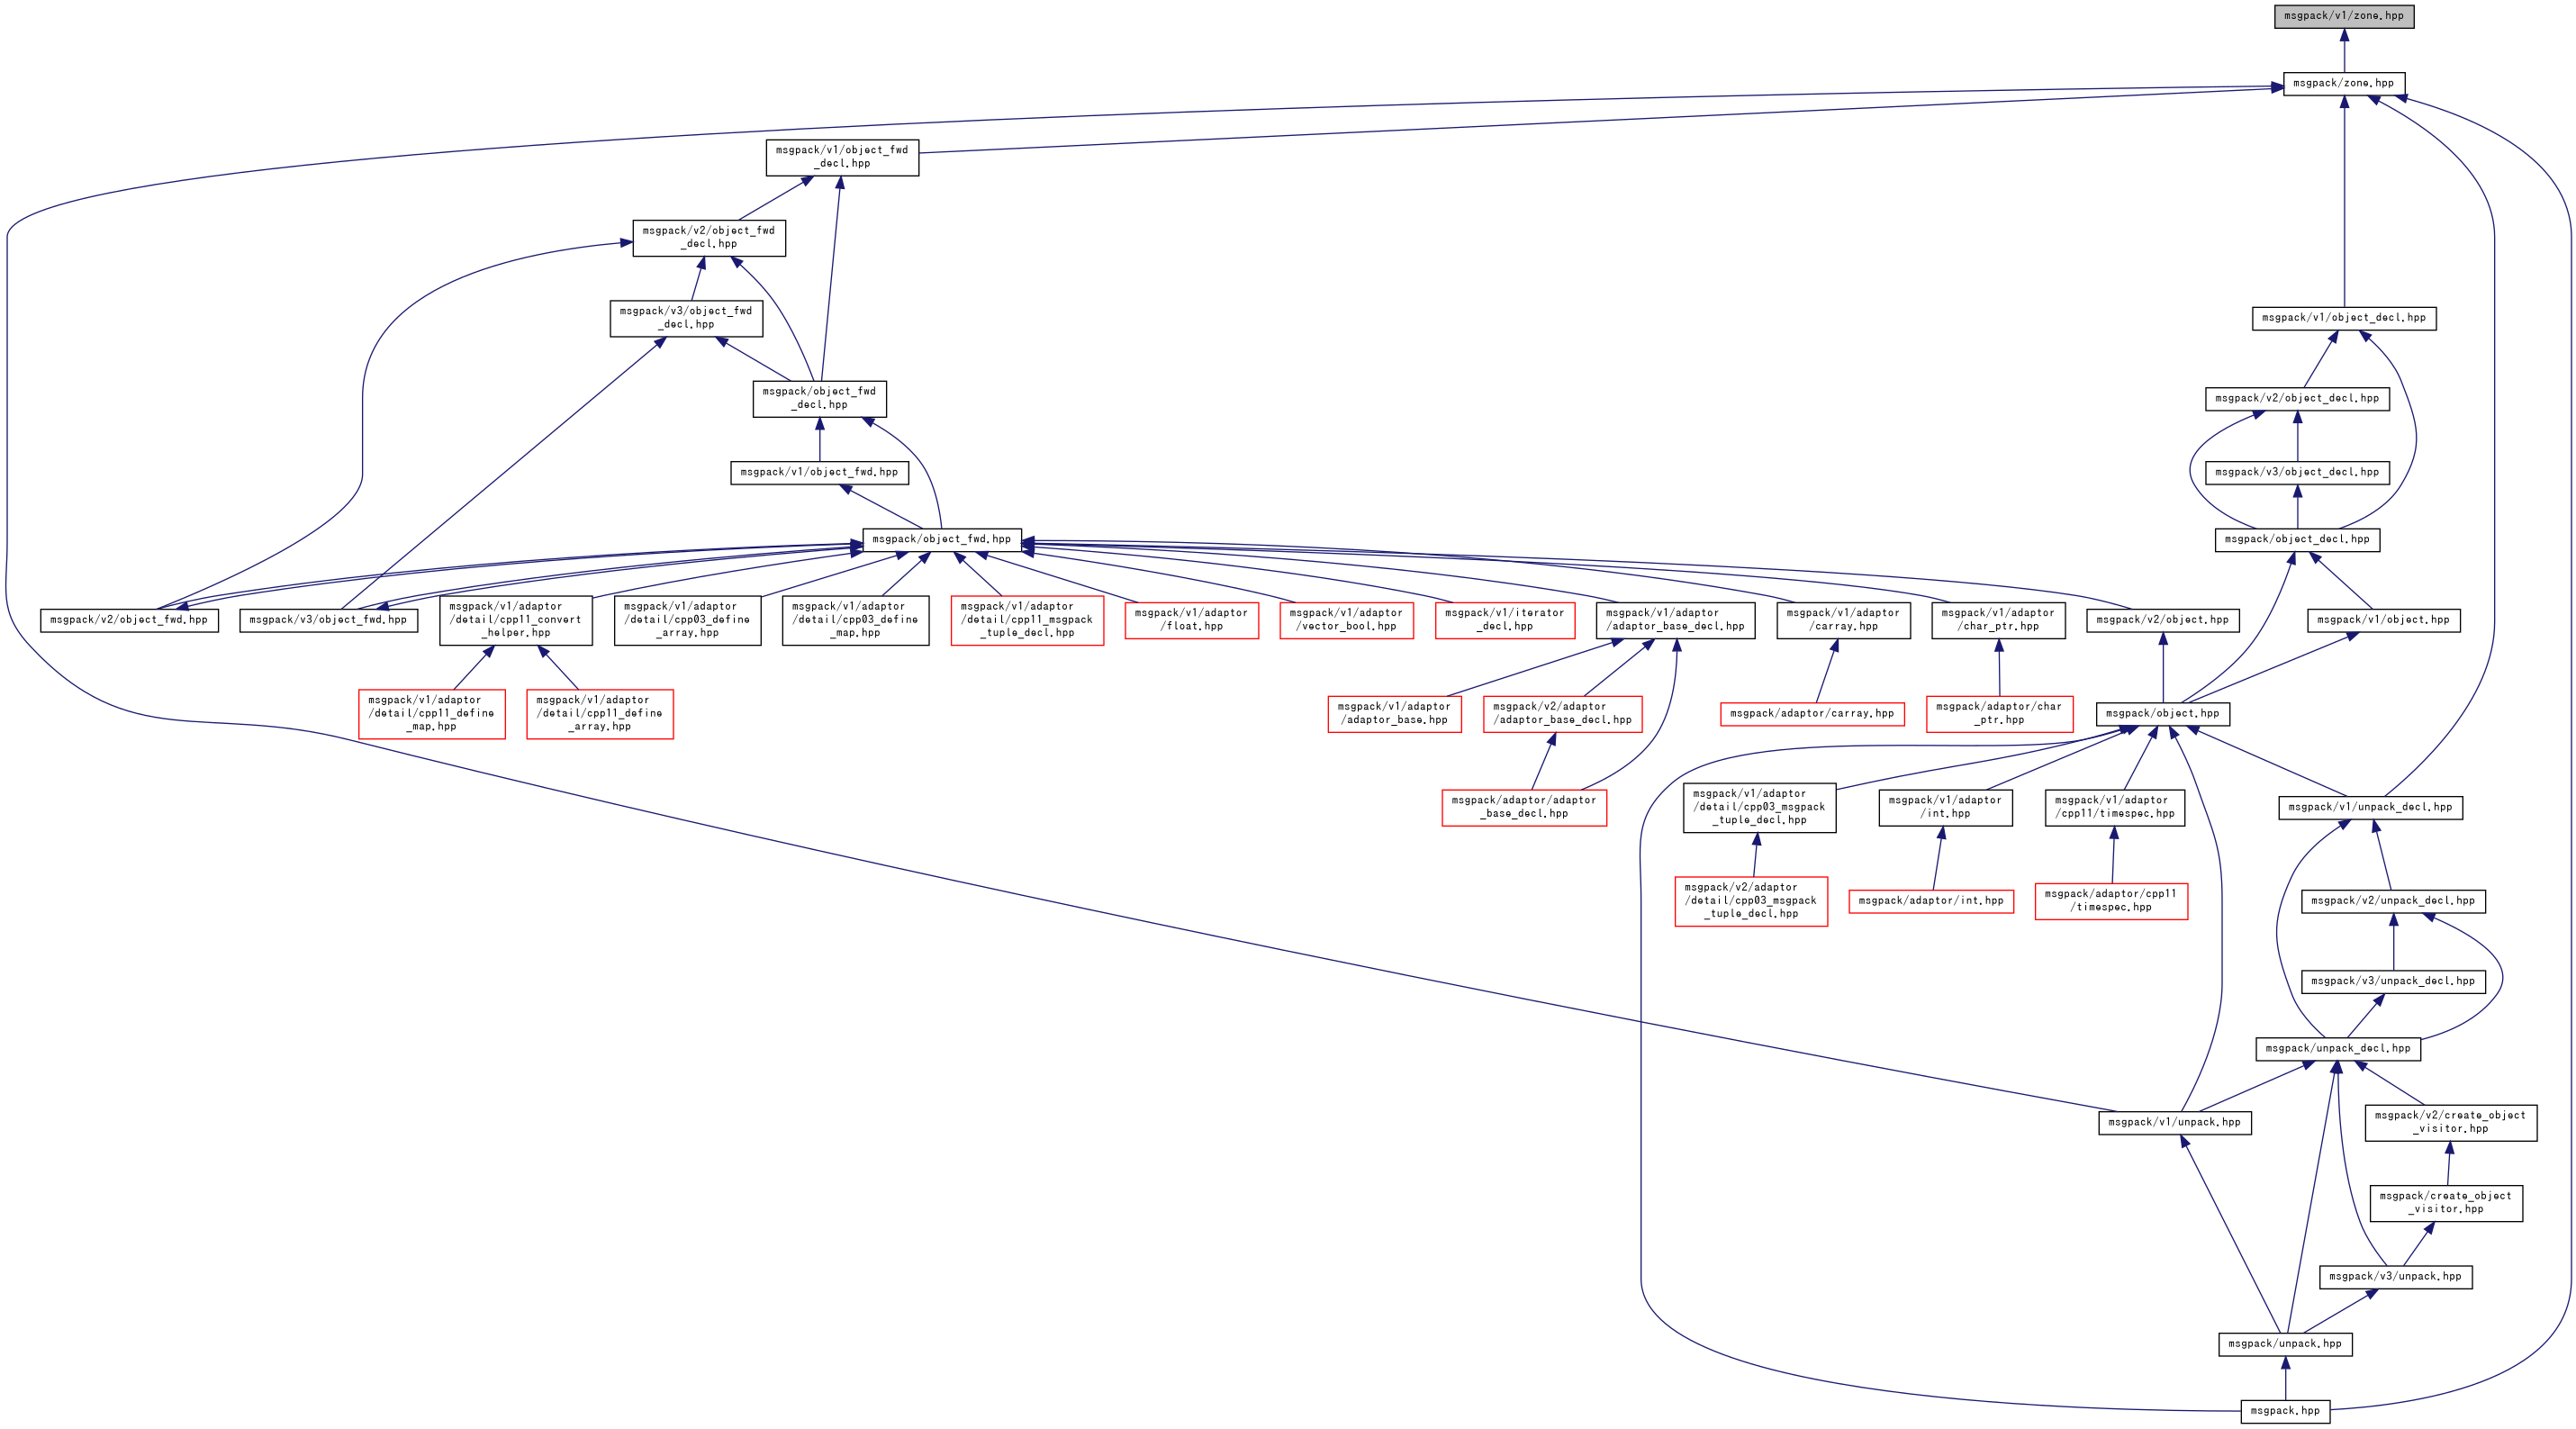 msgpack/v1/zone.hpp
msgpack/zone.hpp
msgpack/v1/object_fwd
_decl.hpp
msgpack/v2/object_fwd
_decl.hpp
msgpack/v3/object_fwd
_decl.hpp
msgpack/v1/object_decl.hpp
msgpack/object_fwd
_decl.hpp
msgpack/v2/object_decl.hpp
msgpack/v1/object_fwd.hpp
msgpack/v3/object_decl.hpp
msgpack/object_fwd.hpp
msgpack/object_decl.hpp
msgpack/v2/object_fwd.hpp
msgpack/v3/object_fwd.hpp
msgpack/v1/adaptor
/detail/cpp11_convert
_helper.hpp
msgpack/v1/adaptor
/detail/cpp03_define
_array.hpp
msgpack/v1/adaptor
/detail/cpp03_define
_map.hpp
msgpack/v1/adaptor
/detail/cpp11_msgpack
_tuple_decl.hpp
msgpack/v1/adaptor
/float.hpp
msgpack/v1/adaptor
/vector_bool.hpp
msgpack/v1/iterator
_decl.hpp
msgpack/v1/adaptor
/adaptor_base_decl.hpp
msgpack/v1/adaptor
/carray.hpp
msgpack/v1/adaptor
/char_ptr.hpp
msgpack/v2/object.hpp
msgpack/v1/object.hpp
msgpack/v1/adaptor
/detail/cpp11_define
_map.hpp
msgpack/v1/adaptor
/detail/cpp11_define
_array.hpp
msgpack/v1/adaptor
/adaptor_base.hpp
msgpack/v2/adaptor
/adaptor_base_decl.hpp
msgpack/adaptor/carray.hpp
msgpack/adaptor/char
_ptr.hpp
msgpack/object.hpp
msgpack/adaptor/adaptor
_base_decl.hpp
msgpack/v1/adaptor
/detail/cpp03_msgpack
_tuple_decl.hpp
msgpack/v1/adaptor
/int.hpp
msgpack/v1/adaptor
/cpp11/timespec.hpp
msgpack/v1/unpack_decl.hpp
msgpack/v2/adaptor
/detail/cpp03_msgpack
_tuple_decl.hpp
msgpack/adaptor/int.hpp
msgpack/adaptor/cpp11
/timespec.hpp
msgpack/v2/unpack_decl.hpp
msgpack/v3/unpack_decl.hpp
msgpack/unpack_decl.hpp
msgpack/v1/unpack.hpp
msgpack/v2/create_object
_visitor.hpp
msgpack/create_object
_visitor.hpp
msgpack/v3/unpack.hpp
msgpack/unpack.hpp
msgpack.hpp